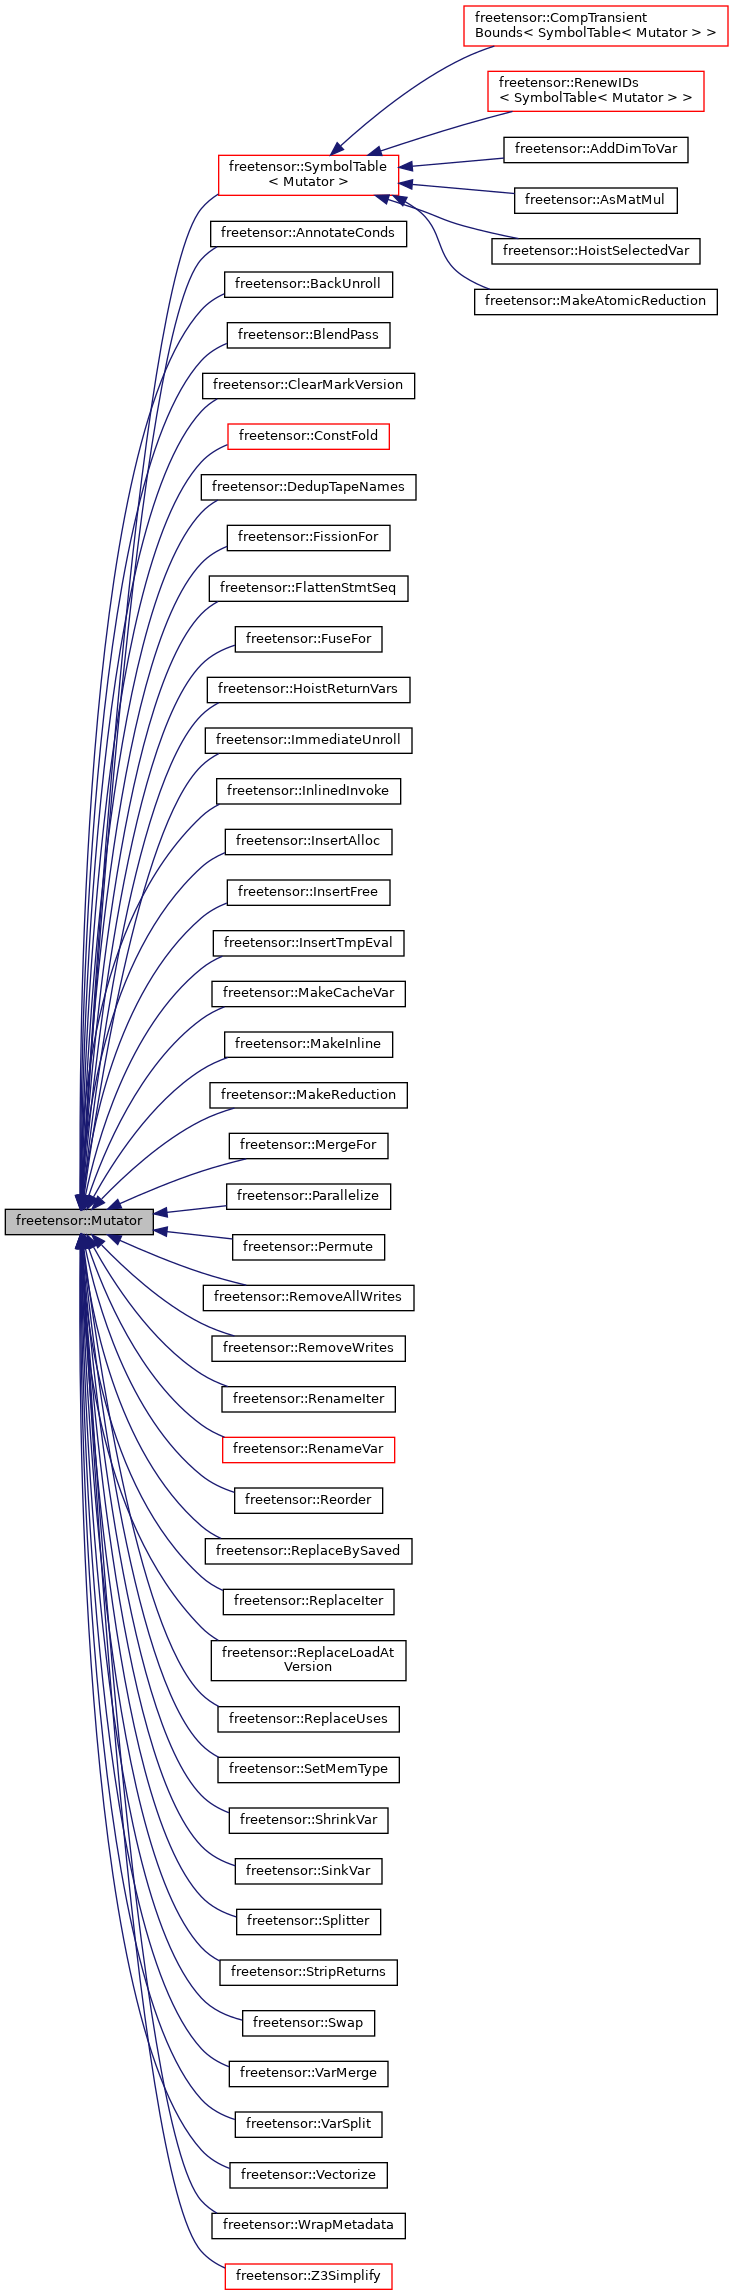 freetensor::CompTransient
Bounds< SymbolTable< Mutator > >
freetensor::RenewIDs
< SymbolTable< Mutator > >
freetensor::AddDimToVar
freetensor::SymbolTable
< Mutator >
freetensor::AsMatMul
freetensor::AnnotateConds
freetensor::HoistSelectedVar
freetensor::BackUnroll
freetensor::MakeAtomicReduction
freetensor::BlendPass
freetensor::ClearMarkVersion
freetensor::ConstFold
freetensor::DedupTapeNames
freetensor::FissionFor
freetensor::FlattenStmtSeq
freetensor::FuseFor
freetensor::HoistReturnVars
freetensor::ImmediateUnroll
freetensor::InlinedInvoke
freetensor::InsertAlloc
freetensor::InsertFree
freetensor::InsertTmpEval
freetensor::MakeCacheVar
freetensor::MakeInline
freetensor::MakeReduction
freetensor::MergeFor
freetensor::Parallelize
freetensor::Mutator
freetensor::Permute
freetensor::RemoveAllWrites
freetensor::RemoveWrites
freetensor::RenameIter
freetensor::RenameVar
freetensor::Reorder
freetensor::ReplaceBySaved
freetensor::ReplaceIter
freetensor::ReplaceLoadAt
Version
freetensor::ReplaceUses
freetensor::SetMemType
freetensor::ShrinkVar
freetensor::SinkVar
freetensor::Splitter
freetensor::StripReturns
freetensor::Swap
freetensor::VarMerge
freetensor::VarSplit
freetensor::Vectorize
freetensor::WrapMetadata
freetensor::Z3Simplify